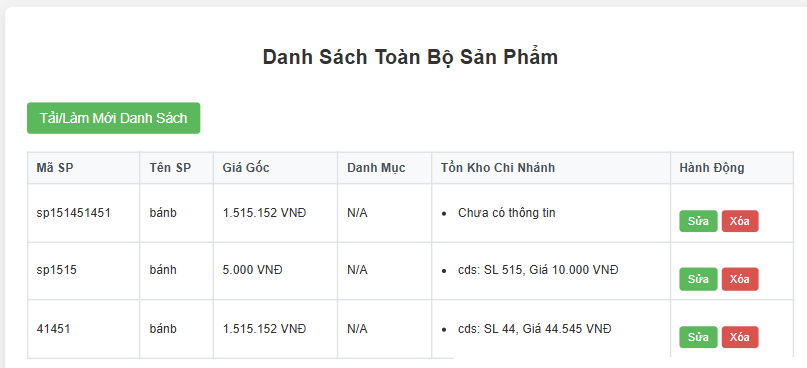 Danh Sách Toàn Bộ Sản Phẩm
Tải/Làm Mới Danh Sách
Mã SP Tên SP Giá Gốc Danh Mục Tồn Kho Chi Nhánh Hành Động
sp151451451 bánb 1.515.152 VNĐ N/A • Chưa có thông tin Sửa Xóa
sp1515 bánh 5.000 VNĐ N/A • cds: SL 515, Giá 10.000 VNĐ Sửa Xóa
41451 bánb 1.515.152 VNĐ N/A • cds: SL 44, Giá 44.545 VNĐ Sửa Xóa